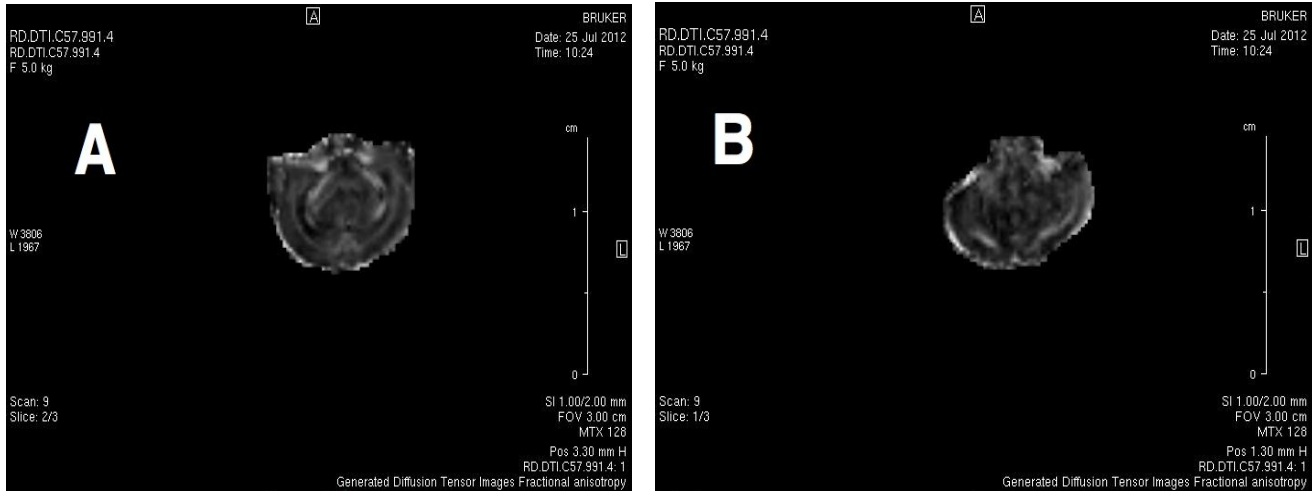 A
BRUKER
RD.DTI.C57.991.4
Date: 25 Jul 2012
RD.DTI.C57.991.4
Time: 10:24
F 5.0 kg
A
cm
1
W 3806
L 1967
L
0
Scan: 9
SI 1.00/2.00 mm
Slice: 2/3
FOV 3.00 cm
MTX 128
Pos 3.30 mm H
RD.DTI.C57.991.4: 1
Generated Diffusion Tensor Images Fractional anisotropy
A
BRUKER
RD.DTI.C57.991.4
Date: 25 Jul 2012
RD.DTI.C57.991.4
Time: 10:24
F 5.0 kg
B
cm
1
W 3806
L 1967
L
0
Scan: 9
SI 1.00/2.00 mm
Slice: 1/3
FOV 3.00 cm
MTX 128
Pos 1.30 mm H
RD.DTI.C57.991.4: 1
Generated Diffusion Tensor Images Fractional anisotropy